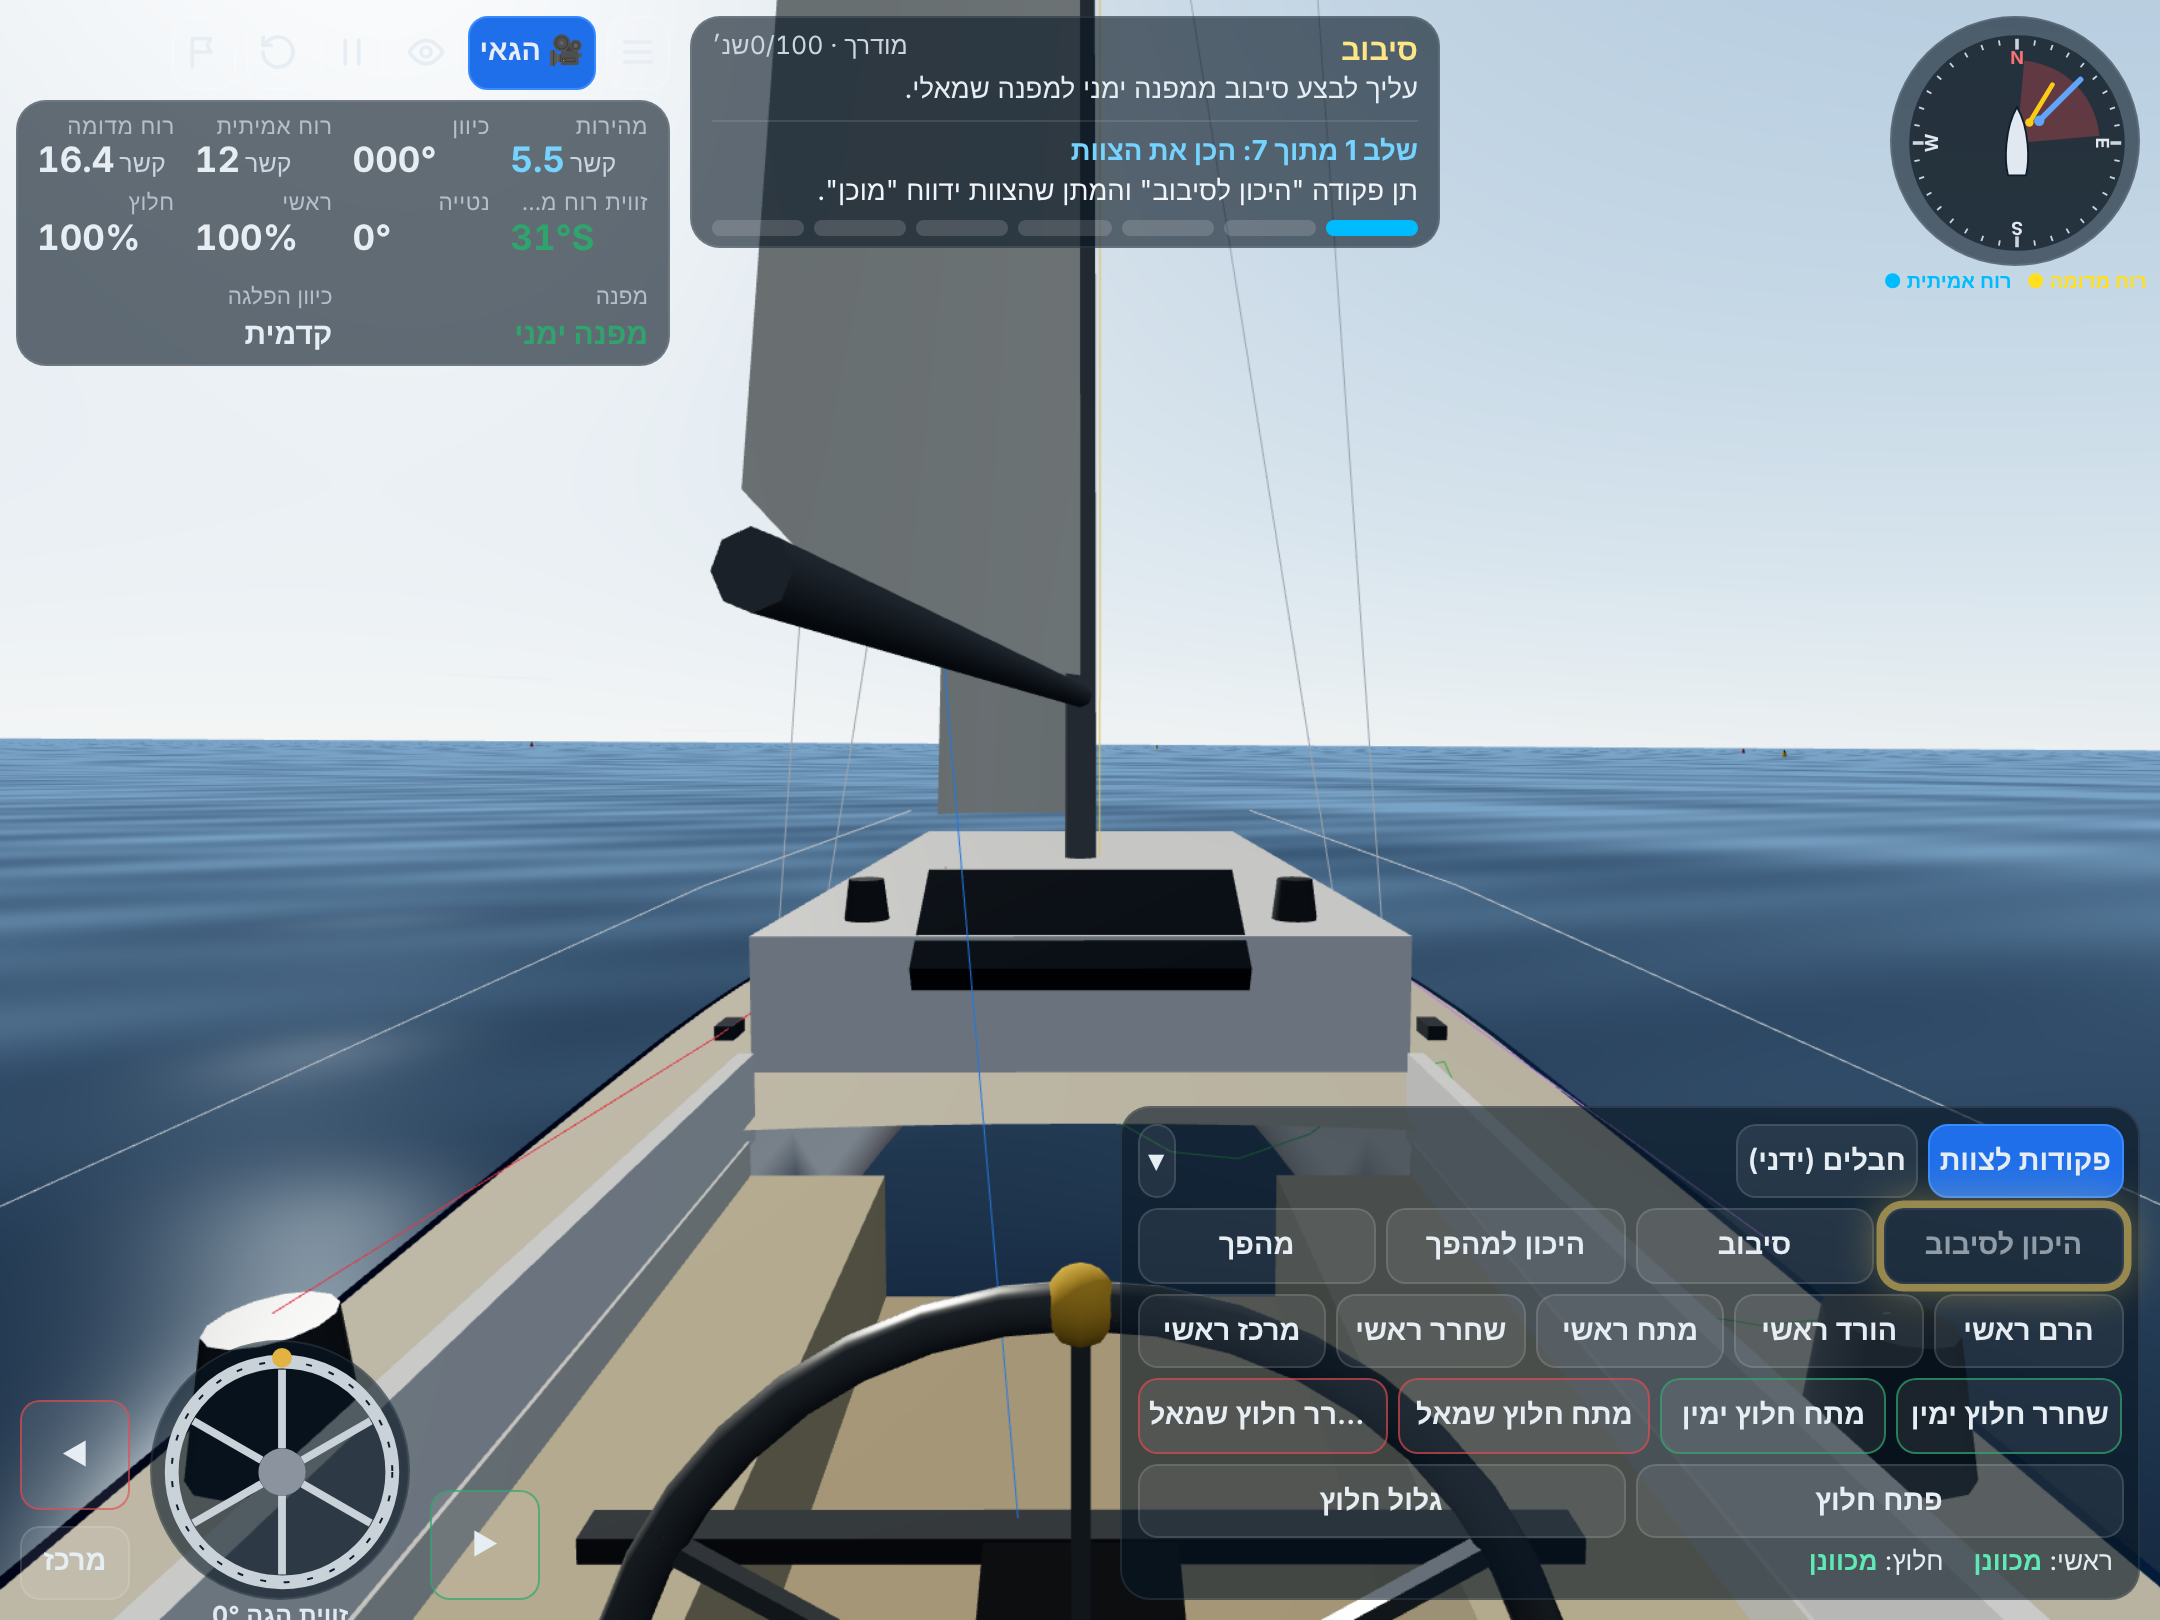 הגאי
סיבוב
מודרך · 0/100שנ׳
עליך לבצע סיבוב ממפנה ימני למפנה שמאלי.
שלב 1 מתוך 7: הכן את הצוות
תן פקודה "היכון לסיבוב" והמתן שהצוות ידווח "מוכן".
מהירות
5.5 קשר
כיוון
000°
רוח אמיתית
12 קשר
רוח מדומה
16.4 קשר
זווית רוח מ...
31°S
נטייה
0°
ראשי
100%
חלוץ
100%
מפנה
מפנה ימני
כיוון הפלגה
קדמית
N
E
S
W
רוח מדומה
רוח אמיתית
פקודות לצוות
חבלים (ידני)
היכון לסיבוב
סיבוב
היכון למהפך
מהפך
הרם ראשי
הורד ראשי
מתח ראשי
שחרר ראשי
מרכז ראשי
שחרר חלוץ ימין
מתח חלוץ ימין
מתח חלוץ שמאל
...רר חלוץ שמאל
פתח חלוץ
גלול חלוץ
ראשי: מכוונן
חלוץ: מכוונן
מרכז
זווית הגה 0°